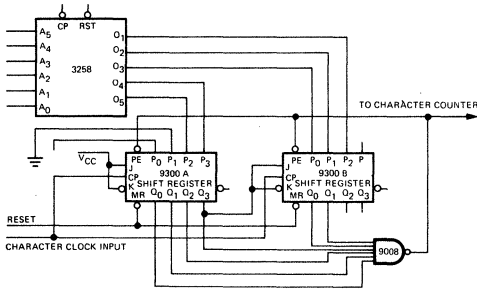 CP RST
A5
A4
A3
A2
A1
A0
3258
O1
O2
O3
O4
O5
TO CHARACTER COUNTER
VCC
PE P0 P1 P2 P3
J
CP
K
MR Q0 Q1 Q2 Q3
9300 A
SHIFT REGISTER
PE P0 P1 P2 P
J
CP
K
MR Q0 Q1 Q2 Q3
9300 B
SHIFT REGISTER
RESET
CHARACTER CLOCK INPUT
9008